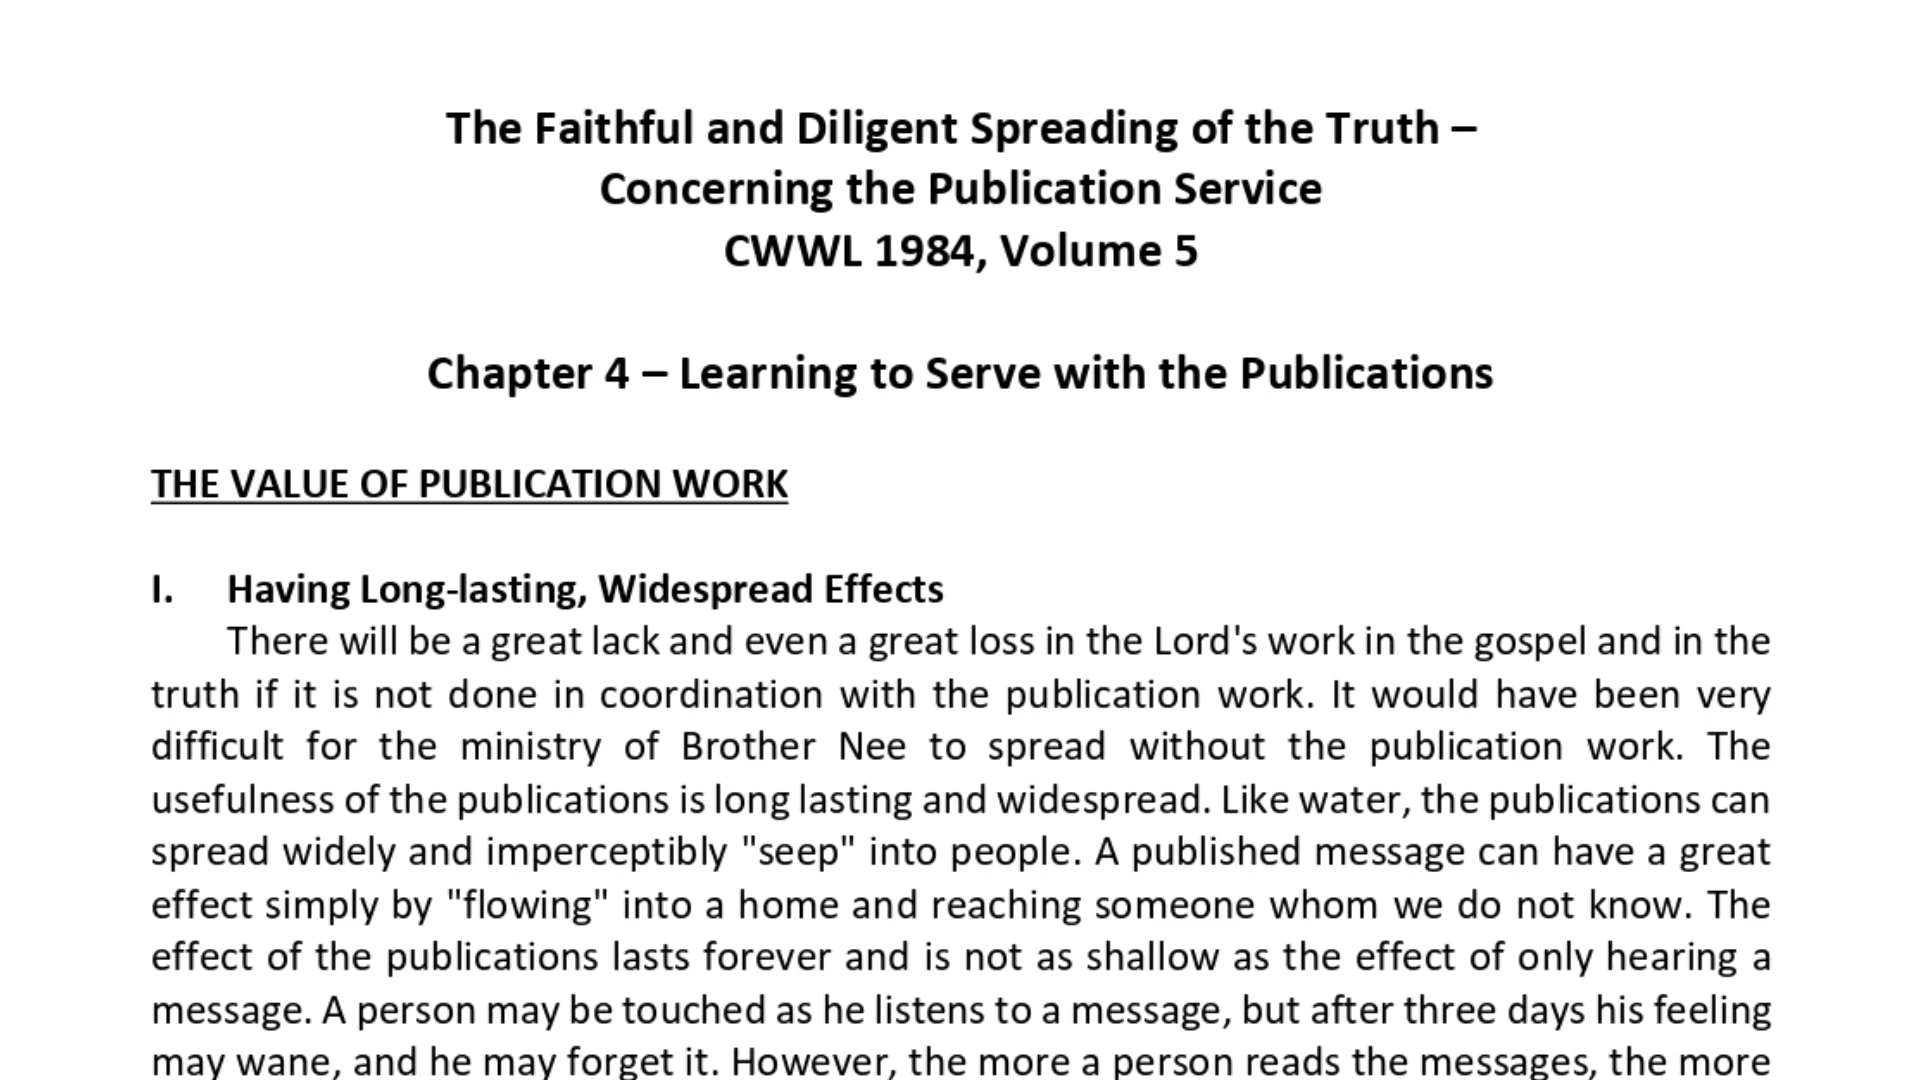 The Faithful and Diligent Spreading of the Truth –
Concerning the Publication Service
CWWL 1984, Volume 5
Chapter 4 – Learning to Serve with the Publications
THE VALUE OF PUBLICATION WORK
I. Having Long-lasting, Widespread Effects
There will be a great lack and even a great loss in the Lord's work in the gospel and in the
truth if it is not done in coordination with the publication work. It would have been very
difficult for the ministry of Brother Nee to spread without the publication work. The
usefulness of the publications is long lasting and widespread. Like water, the publications can
spread widely and imperceptibly "seep" into people. A published message can have a great
effect simply by "flowing" into a home and reaching someone whom we do not know. The
effect of the publications lasts forever and is not as shallow as the effect of only hearing a
message. A person may be touched as he listens to a message, but after three days his feeling
may wane, and he may forget it. However, the more a person reads the messages, the more